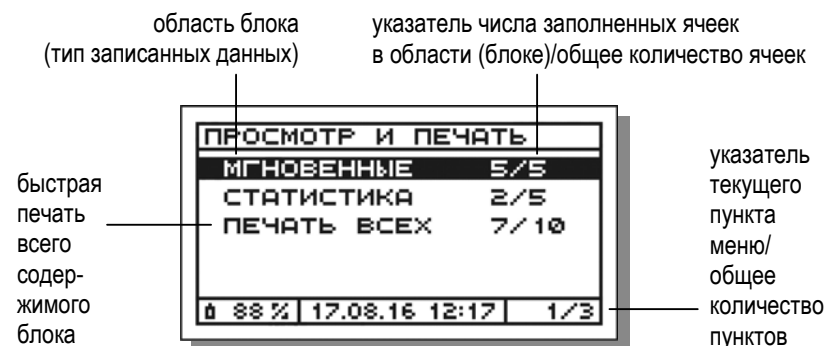 область блока
(тип записанных данных)
указатель числа заполненных ячеек
в области (блоке)/общее количество ячеек
ПРОСМОТР И ПЕЧАТЬ
МГНОВЕННЫЕ 5/5
СТАТИСТИКА 2/5
ПЕЧАТЬ ВСЕХ 7/10
88% 17.08.16 12:17 1/3
быстрая
печать
всего
содер-
жимого
блока
указатель
текущего
пункта
меню/
общее
количество
пунктов